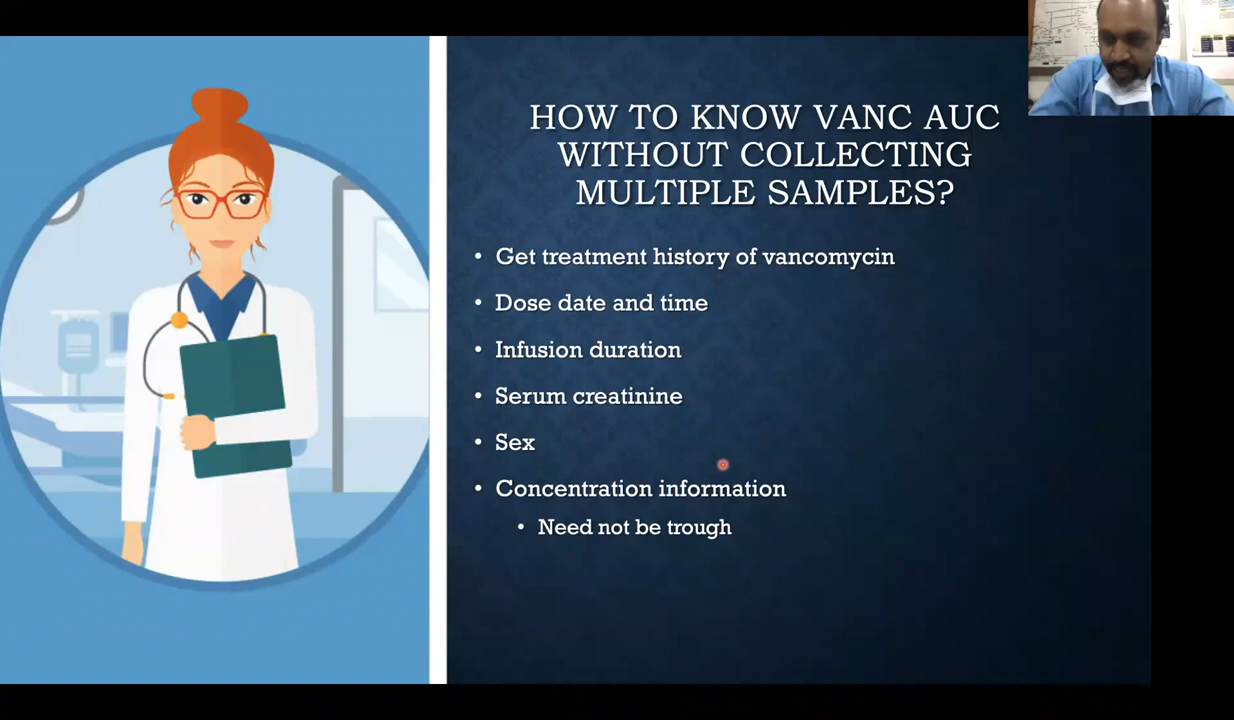 HOW TO KNOW VANC AUC
WITHOUT COLLECTING
MULTIPLE SAMPLES?
• Get treatment history of vancomycin
• Dose date and time
• Infusion duration
• Serum creatinine
• Sex
• Concentration information
• Need not be trough